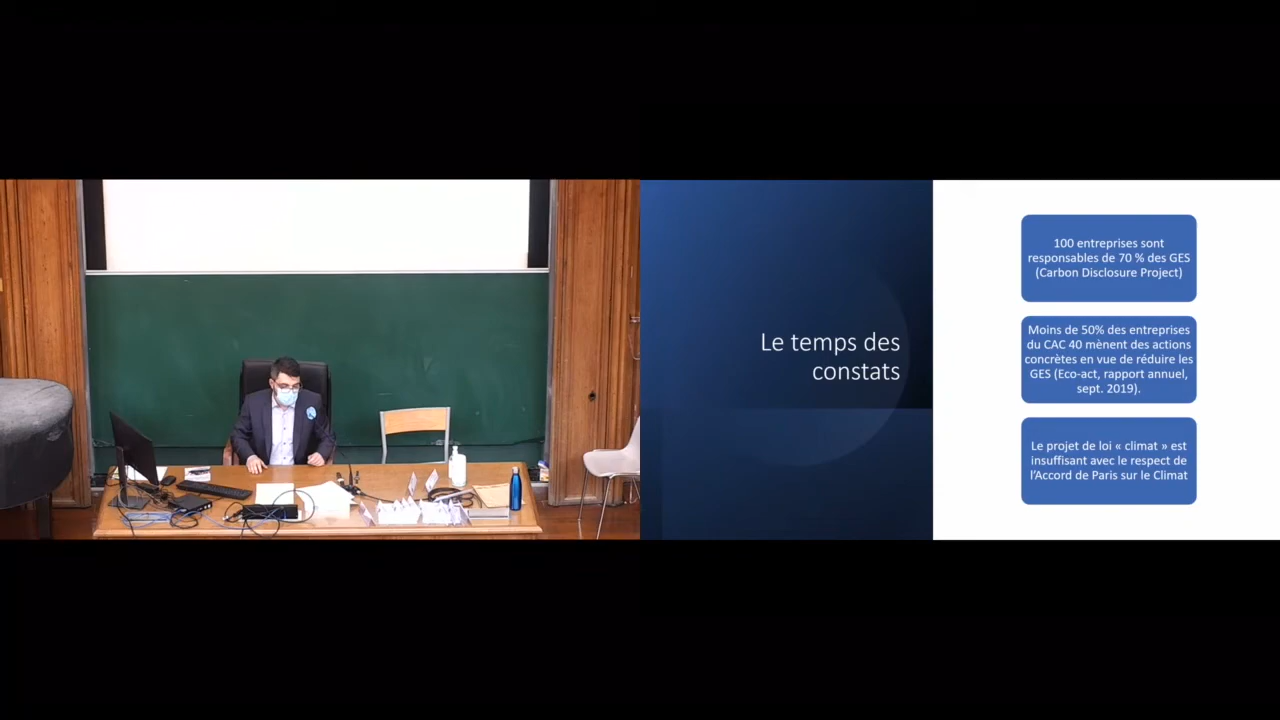 Le temps des
constats
100 entreprises sont
responsables de 70 % des GES
(Carbon Disclosure Project)
Moins de 50% des entreprises
du CAC 40 mènent des actions
concrètes en vue de réduire les
GES (Eco-act, rapport annuel,
sept. 2019).
Le projet de loi « climat » est
insuffisant avec le respect de
l'Accord de Paris sur le Climat